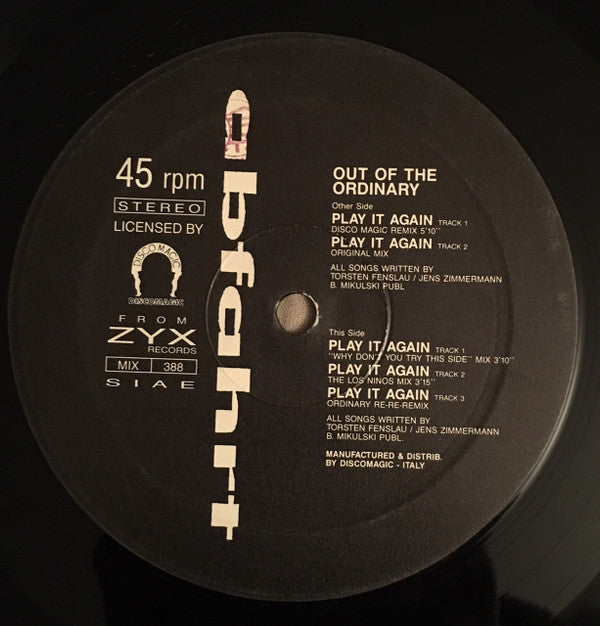 45 rpm
STEREO
LICENSED BY
DISCO MAGIC
DISCOMAGIC
FROM
ZYX
RECORDS
MIX 388
SIAE
abfahrt
OUT OF THE
ORDINARY
Other Side
PLAY IT AGAIN TRACK 1
DISCO MAGIC REMIX 5'10''
PLAY IT AGAIN TRACK 2
ORIGINAL MIX
ALL SONGS WRITTEN BY
TORSTEN FENSLAU / JENS ZIMMERMANN
B. MIKULSKI PUBL
This Side
PLAY IT AGAIN TRACK 1
"WHY DON'T YOU TRY THIS SIDE" MIX 3'10''
PLAY IT AGAIN TRACK 2
THE LOS NINOS MIX 3'15''
PLAY IT AGAIN TRACK 3
ORDINARY RE-RE-REMIX
ALL SONGS WRITTEN BY
TORSTEN FENSLAU / JENS ZIMMERMANN
B. MIKULSKI PUBL.
MANUFACTURED & DISTRIB.
BY DISCOMAGIC - ITALY